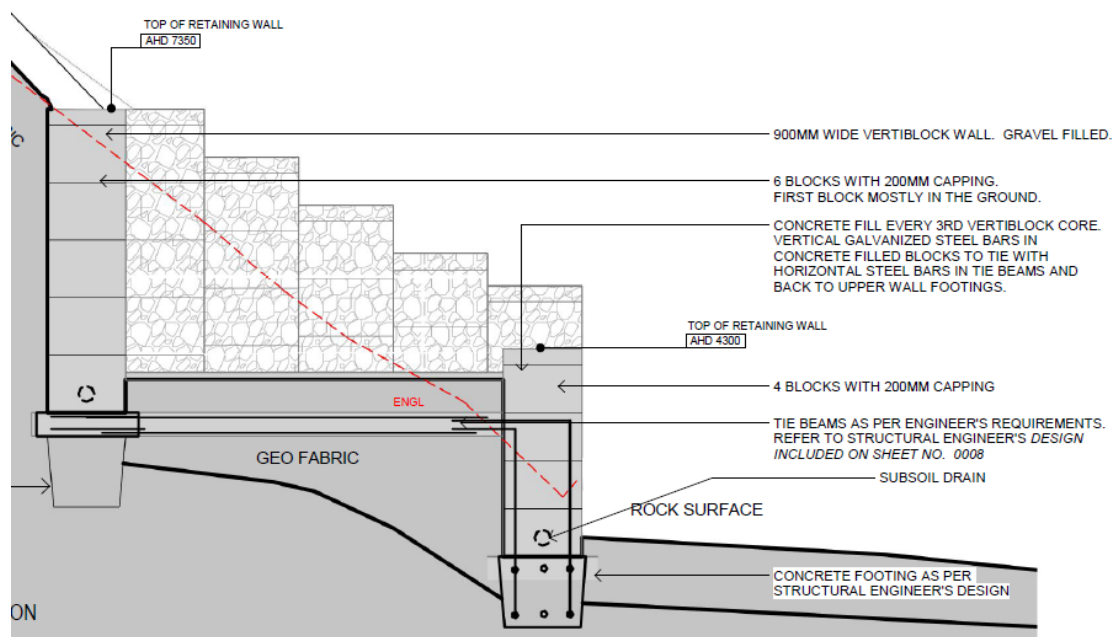 TOP OF RETAINING WALL
AHD 7350
900MM WIDE VERTIBLOCK WALL. GRAVEL FILLED.
6 BLOCKS WITH 200MM CAPPING.
FIRST BLOCK MOSTLY IN THE GROUND.
CONCRETE FILL EVERY 3RD VERTIBLOCK CORE.
VERTICAL GALVANIZED STEEL BARS IN
CONCRETE FILLED BLOCKS TO TIE WITH
HORIZONTAL STEEL BARS IN TIE BEAMS AND
BACK TO UPPER WALL FOOTINGS.
TOP OF RETAINING WALL
AHD 4300
4 BLOCKS WITH 200MM CAPPING
ENGL
TIE BEAMS AS PER ENGINEER'S REQUIREMENTS.
REFER TO STRUCTURAL ENGINEER'S DESIGN
INCLUDED ON SHEET NO. 0008
GEO FABRIC
SUBSOIL DRAIN
ROCK SURFACE
CONCRETE FOOTING AS PER
STRUCTURAL ENGINEER'S DESIGN
ON